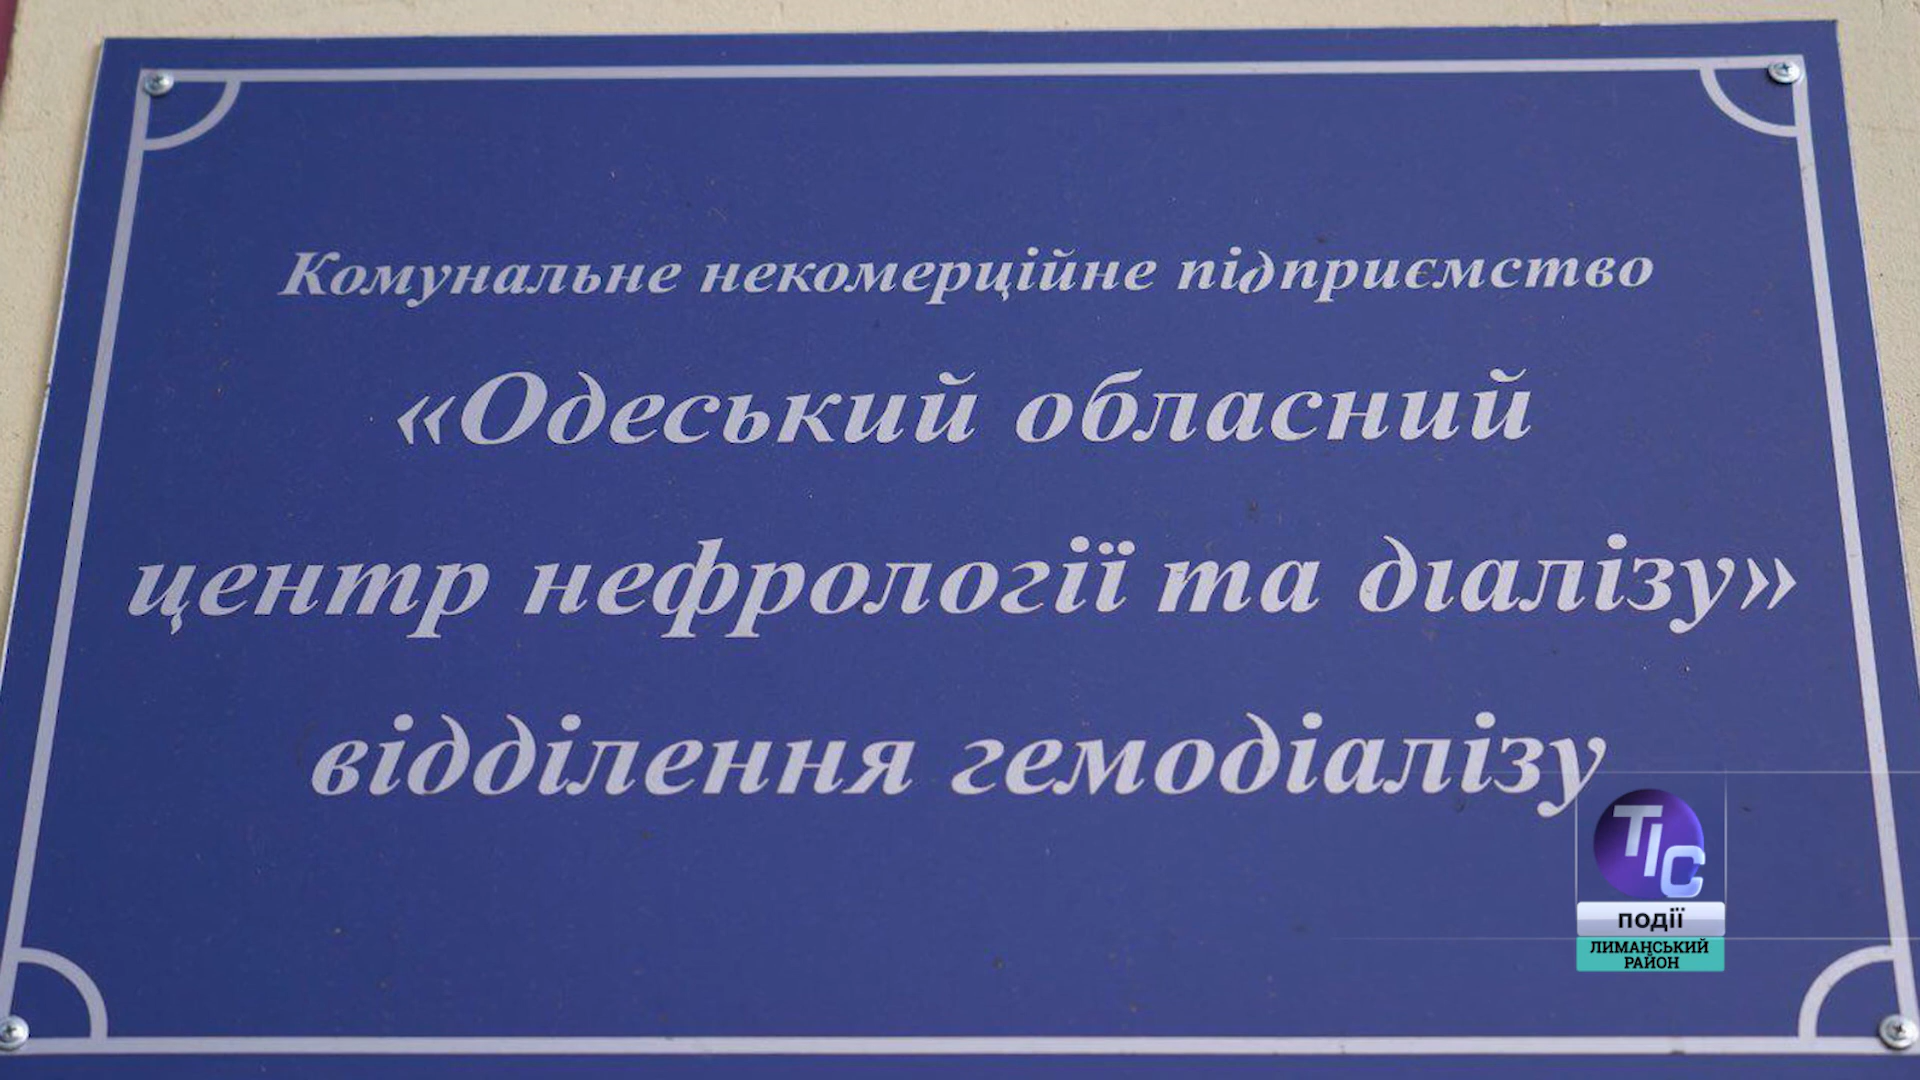 Комунальне некомерційне підприємство
«Одеський обласний
центр нефрології та діалізу»
відділення гемодіалізу
ТІС
події
ЛИМАНСЬКИЙ
РАЙОН